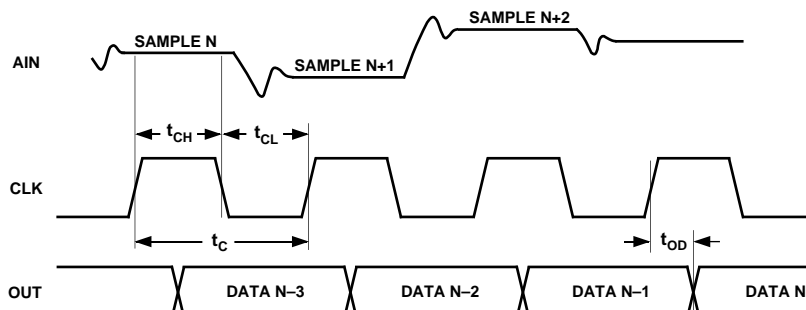 SAMPLE N+2
SAMPLE N
AIN
SAMPLE N+1
tCH
tCL
CLK
tC
tOD
OUT
DATA N–3
DATA N–2
DATA N–1
DATA N